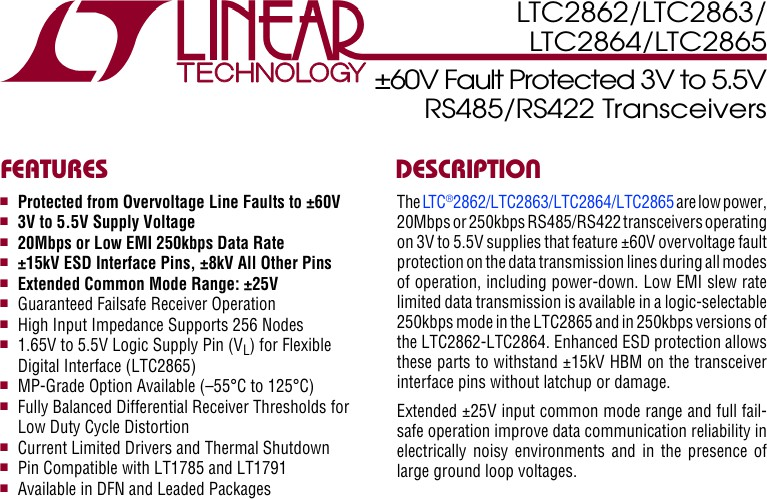 LINEAR
TECHNOLOGY
LTC2862/LTC2863/
LTC2864/LTC2865
±60V Fault Protected 3V to 5.5V
RS485/RS422 Transceivers
FEATURES
■ Protected from Overvoltage Line Faults to ±60V
■ 3V to 5.5V Supply Voltage
■ 20Mbps or Low EMI 250kbps Data Rate
■ ±15kV ESD Interface Pins, ±8kV All Other Pins
■ Extended Common Mode Range: ±25V
■ Guaranteed Failsafe Receiver Operation
■ High Input Impedance Supports 256 Nodes
■ 1.65V to 5.5V Logic Supply Pin (VL) for Flexible
Digital Interface (LTC2865)
■ MP-Grade Option Available (–55°C to 125°C)
■ Fully Balanced Differential Receiver Thresholds for
Low Duty Cycle Distortion
■ Current Limited Drivers and Thermal Shutdown
■ Pin Compatible with LT1785 and LT1791
■ Available in DFN and Leaded Packages
DESCRIPTION
The LTC®2862/LTC2863/LTC2864/LTC2865 are low power,
20Mbps or 250kbps RS485/RS422 transceivers operating
on 3V to 5.5V supplies that feature ±60V overvoltage fault
protection on the data transmission lines during all modes
of operation, including power-down. Low EMI slew rate
limited data transmission is available in a logic-selectable
250kbps mode in the LTC2865 and in 250kbps versions of
the LTC2862-LTC2864. Enhanced ESD protection allows
these parts to withstand ±15kV HBM on the transceiver
interface pins without latchup or damage.
Extended ±25V input common mode range and full fail-
safe operation improve data communication reliability in
electrically noisy environments and in the presence of
large ground loop voltages.